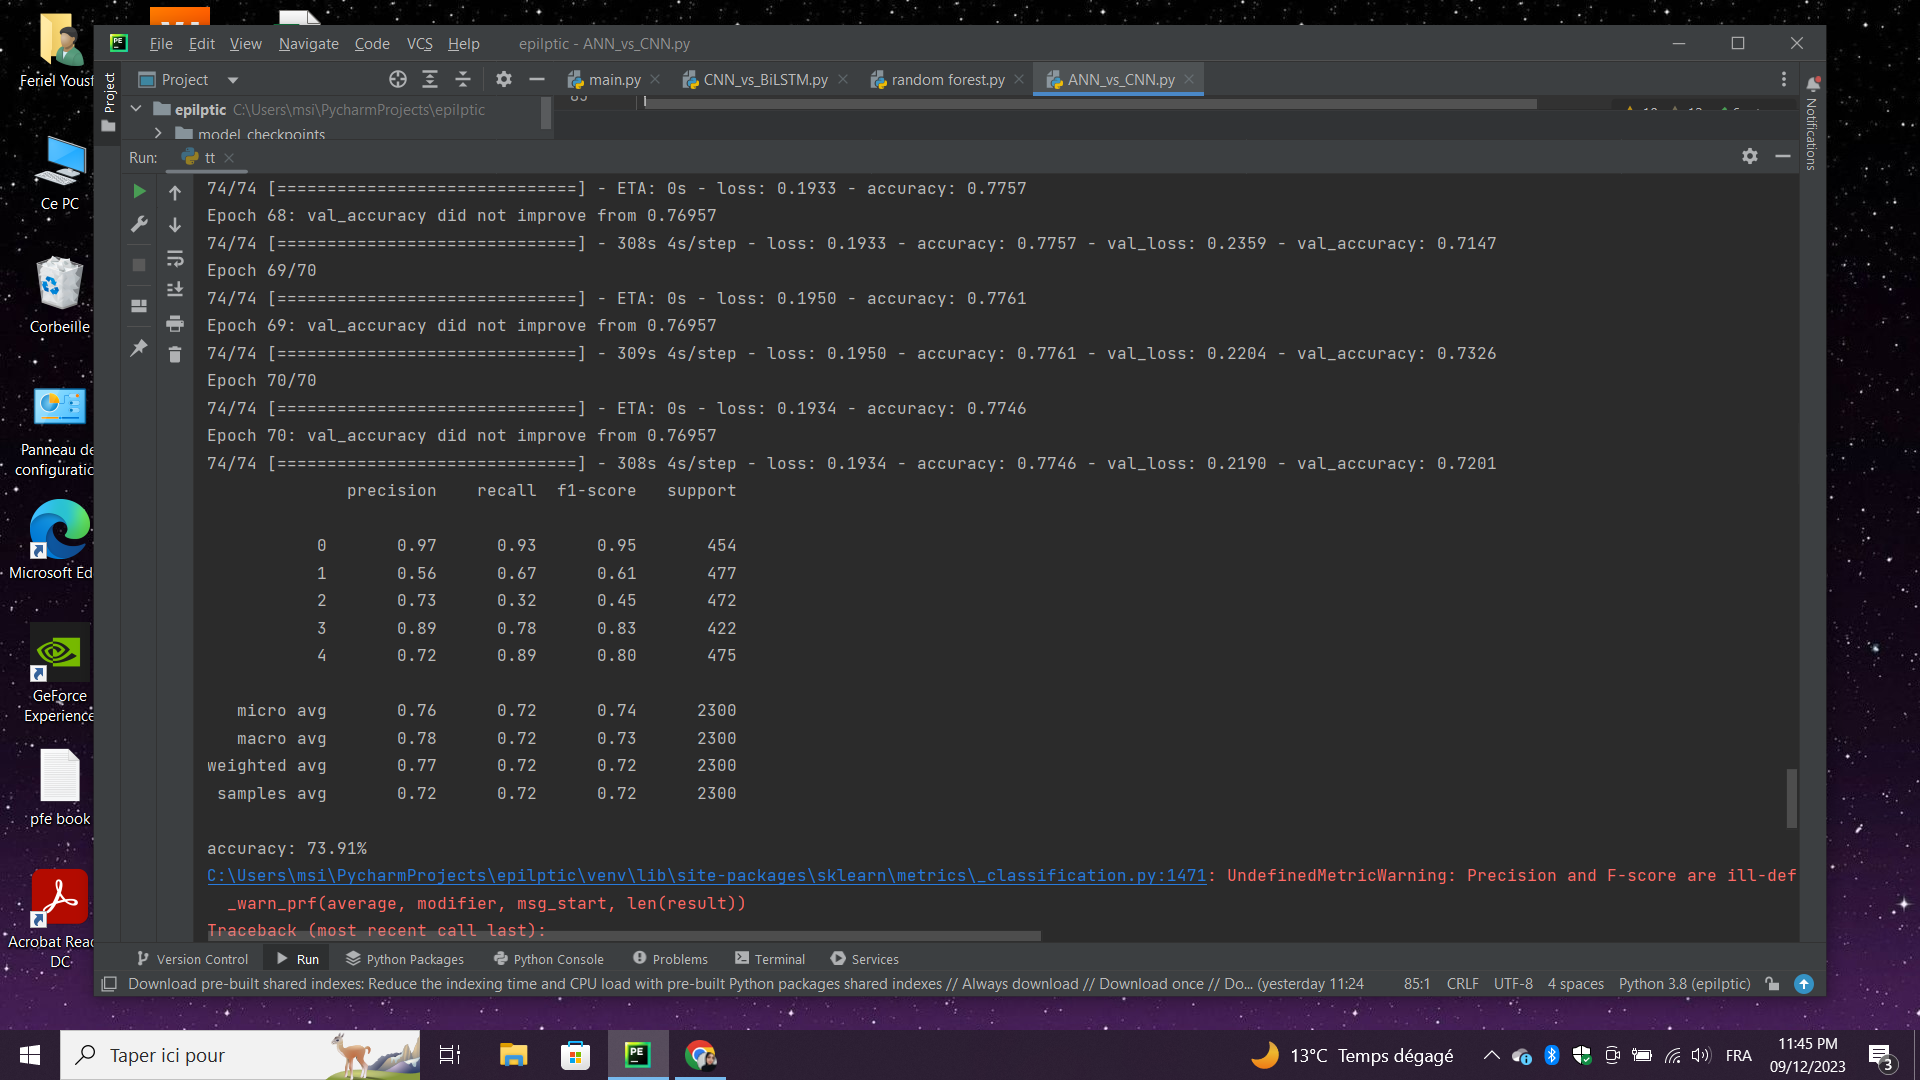 File Edit View Navigate Code VCS Help epilptic - ANN_vs_CNN.py
Project main.py CNN_vs_BiLSTM.py random forest.py ANN_vs_CNN.py
epilptic C:\Users\msi\PycharmProjects\epilptic
model_checkpoints
Project
Notifications
Run: tt
74/74 [==============================] - ETA: 0s - loss: 0.1933 - accuracy: 0.7757
Epoch 68: val_accuracy did not improve from 0.76957
74/74 [==============================] - 308s 4s/step - loss: 0.1933 - accuracy: 0.7757 - val_loss: 0.2359 - val_accuracy: 0.7147
Epoch 69/70
74/74 [==============================] - ETA: 0s - loss: 0.1950 - accuracy: 0.7761
Epoch 69: val_accuracy did not improve from 0.76957
74/74 [==============================] - 309s 4s/step - loss: 0.1950 - accuracy: 0.7761 - val_loss: 0.2204 - val_accuracy: 0.7326
Epoch 70/70
74/74 [==============================] - ETA: 0s - loss: 0.1934 - accuracy: 0.7746
Epoch 70: val_accuracy did not improve from 0.76957
74/74 [==============================] - 308s 4s/step - loss: 0.1934 - accuracy: 0.7746 - val_loss: 0.2190 - val_accuracy: 0.7201
precision recall f1-score support
0 0.97 0.93 0.95 454
1 0.56 0.67 0.61 477
2 0.73 0.32 0.45 472
3 0.89 0.78 0.83 422
4 0.72 0.89 0.80 475
micro avg 0.76 0.72 0.74 2300
macro avg 0.78 0.72 0.73 2300
weighted avg 0.77 0.72 0.72 2300
samples avg 0.72 0.72 0.72 2300
accuracy: 73.91%
C:\Users\msi\PycharmProjects\epilptic\venv\lib\site-packages\sklearn\metrics\_classification.py:1471: UndefinedMetricWarning: Precision and F-score are ill-def
_warn_prf(average, modifier, msg_start, len(result))
Traceback (most recent call last):
Version Control Run Python Packages Python Console Problems Terminal Services
Download pre-built shared indexes: Reduce the indexing time and CPU load with pre-built Python packages shared indexes // Always download // Download once // Do... (yesterday 11:24 85:1 CRLF UTF-8 4 spaces Python 3.8 (epilptic)
Feriel Yousf
Ce PC
Corbeille
Panneau de
configuratio
Microsoft Ed
GeForce
Experience
pfe book
Acrobat Read
DC
Taper ici pour
13°C Temps dégagé
FRA
11:45 PM
09/12/2023
3